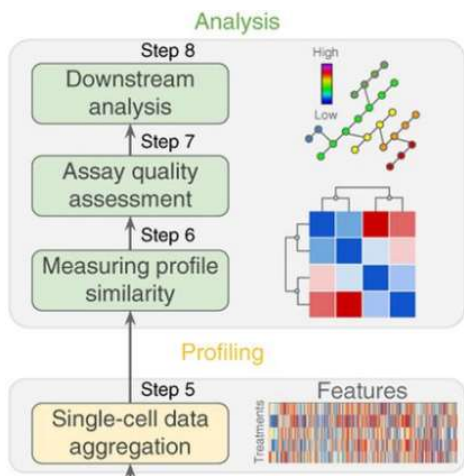 Analysis
Step 8
Downstream
analysis
Step 7
Assay quality
assessment
Step 6
Measuring profile
similarity
High
Low
Profiling
Step 5
Single-cell data
aggregation
Features
Treatments